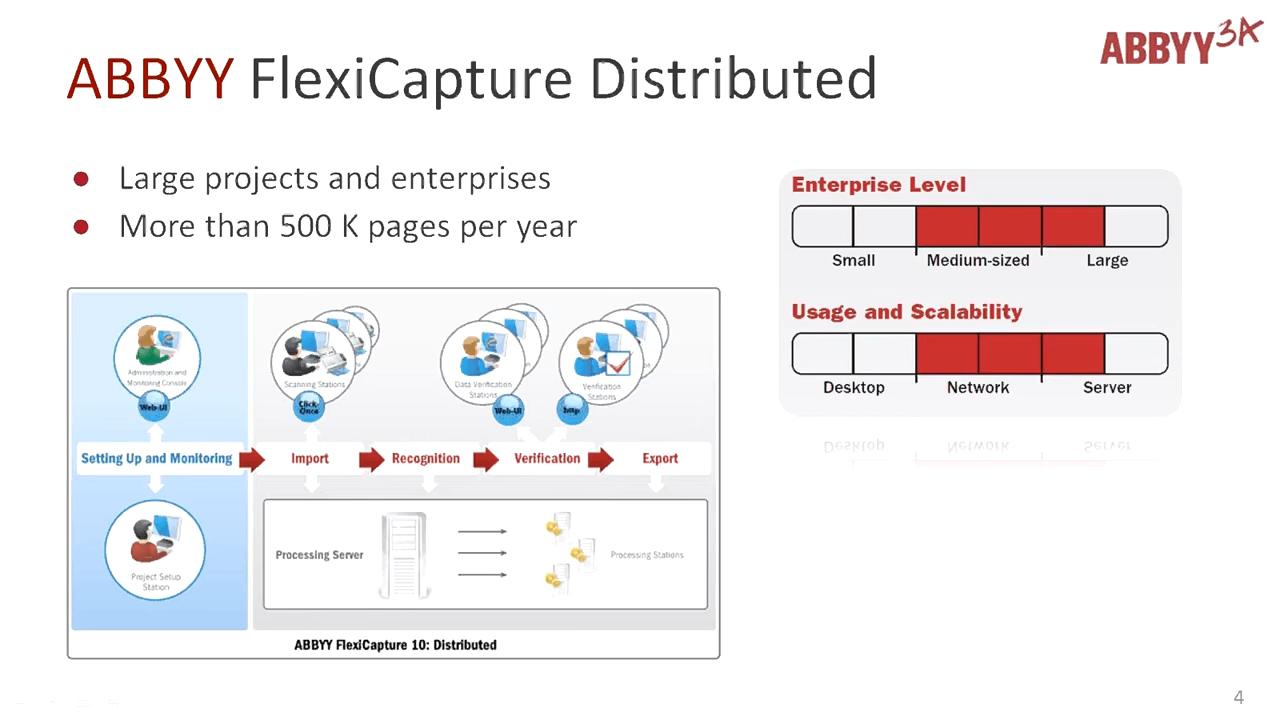 ABBYY 3A
ABBYY FlexiCapture Distributed
● Large projects and enterprises
● More than 500 K pages per year
Enterprise Level
Small Medium-sized Large
Usage and Scalability
Desktop Network Server
Administration and
Monitoring Console
Web-UI
Scanning Stations
Click-
Once
Data Verification
Stations
Web-UI
Verification
Stations
http
Setting Up and Monitoring Import Recognition Verification Export
Project Setup
Station
Processing Server
Processing Stations
ABBYY FlexiCapture 10: Distributed
4